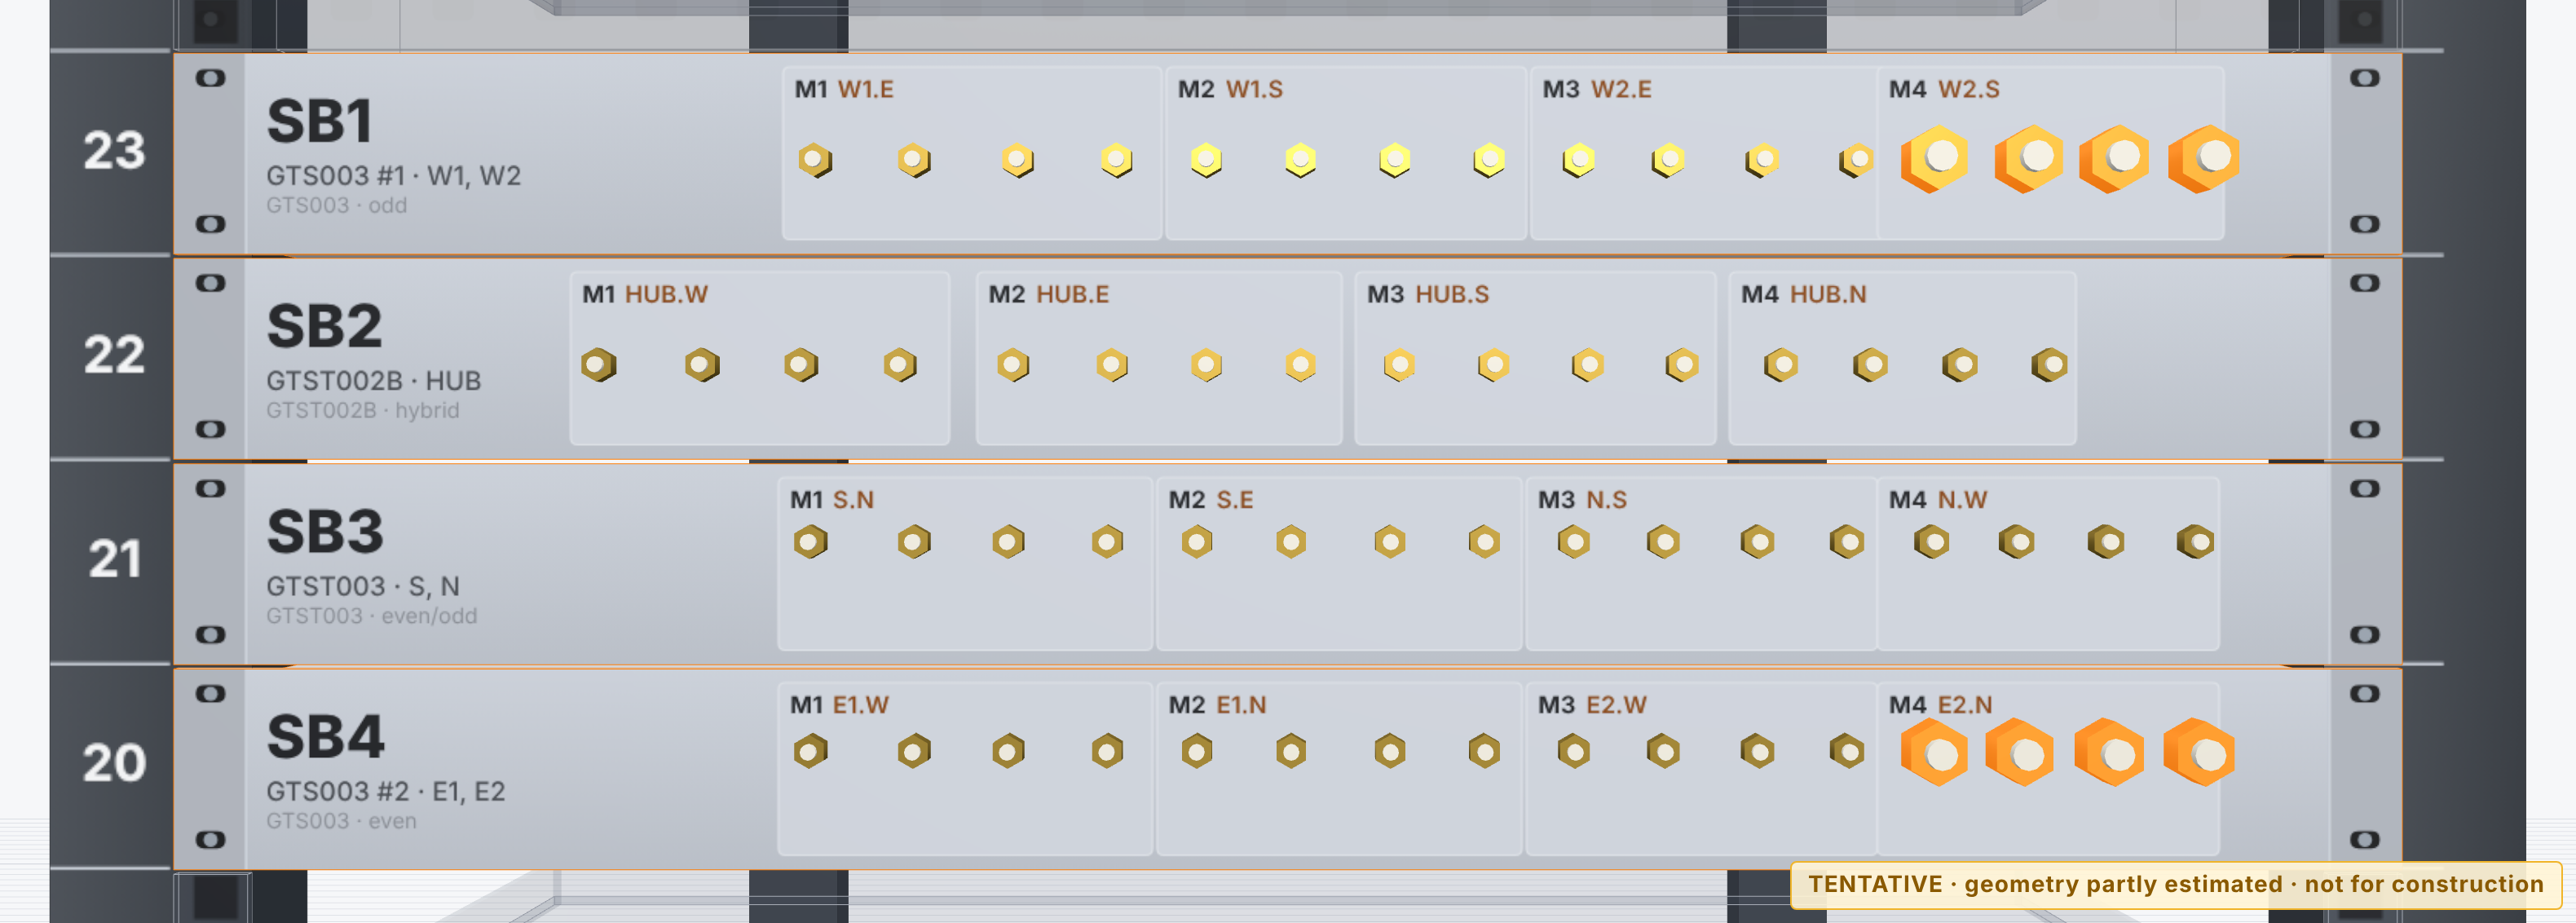 23
SB1
GTS003 #1 · W1, W2
GTS003 · odd
M1 W1.E
M2 W1.S
M3 W2.E
M4 W2.S
22
SB2
GTST002B · HUB
GTST002B · hybrid
M1 HUB.W
M2 HUB.E
M3 HUB.S
M4 HUB.N
21
SB3
GTST003 · S, N
GTST003 · even/odd
M1 S.N
M2 S.E
M3 N.S
M4 N.W
20
SB4
GTS003 #2 · E1, E2
GTS003 · even
M1 E1.W
M2 E1.N
M3 E2.W
M4 E2.N
TENTATIVE · geometry partly estimated · not for construction